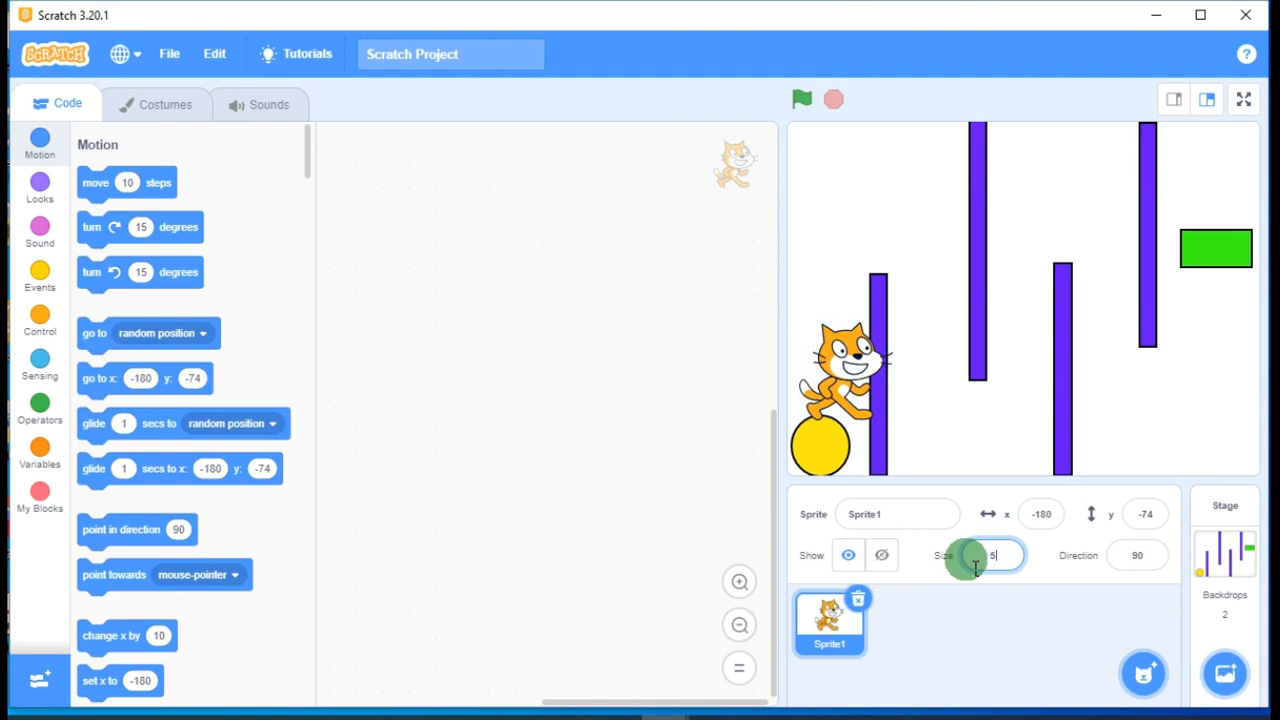 Scratch 3.20.1
SCRATCH
File
Edit
Tutorials
Scratch Project
?
Code
Costumes
Sounds
Motion
Looks
Sound
Events
Control
Sensing
Operators
Variables
My Blocks
Motion
move 10 steps
turn 15 degrees
turn 15 degrees
go to random position
go to x: -180 y: -74
glide 1 secs to random position
glide 1 secs to x: -180 y: -74
point in direction 90
point towards mouse-pointer
change x by 10
set x to -180
Sprite Sprite1 x -180 y -74
Show Size 5 Direction 90
Sprite1
Stage
Backdrops
2